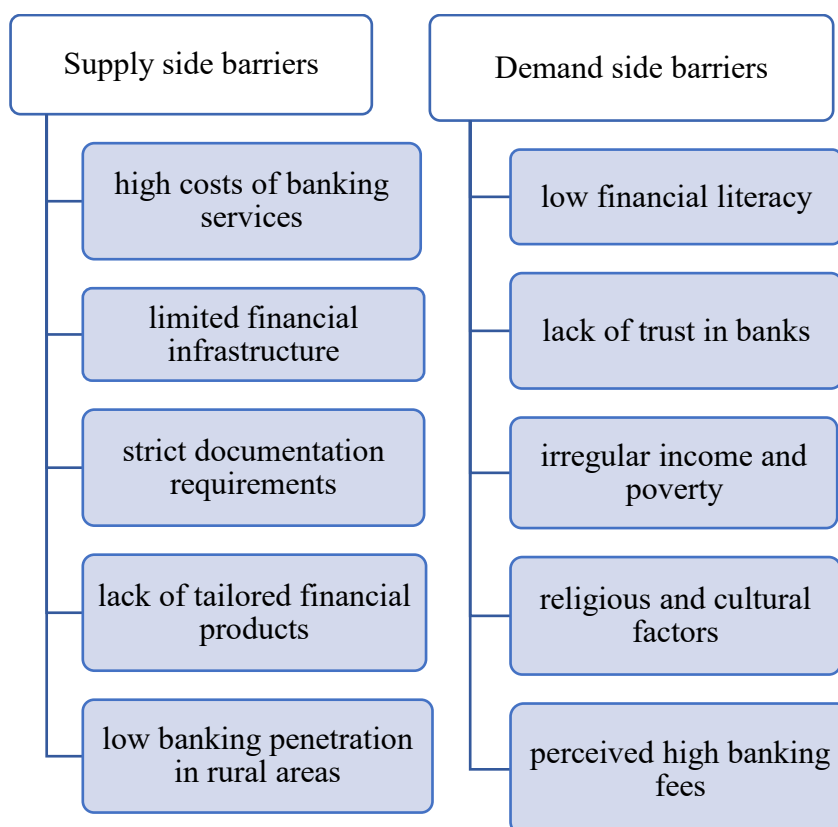 Supply side barriers
high costs of banking
services
limited financial
infrastructure
strict documentation
requirements
lack of tailored financial
products
low banking penetration
in rural areas
Demand side barriers
low financial literacy
lack of trust in banks
irregular income and
poverty
religious and cultural
factors
perceived high banking
fees